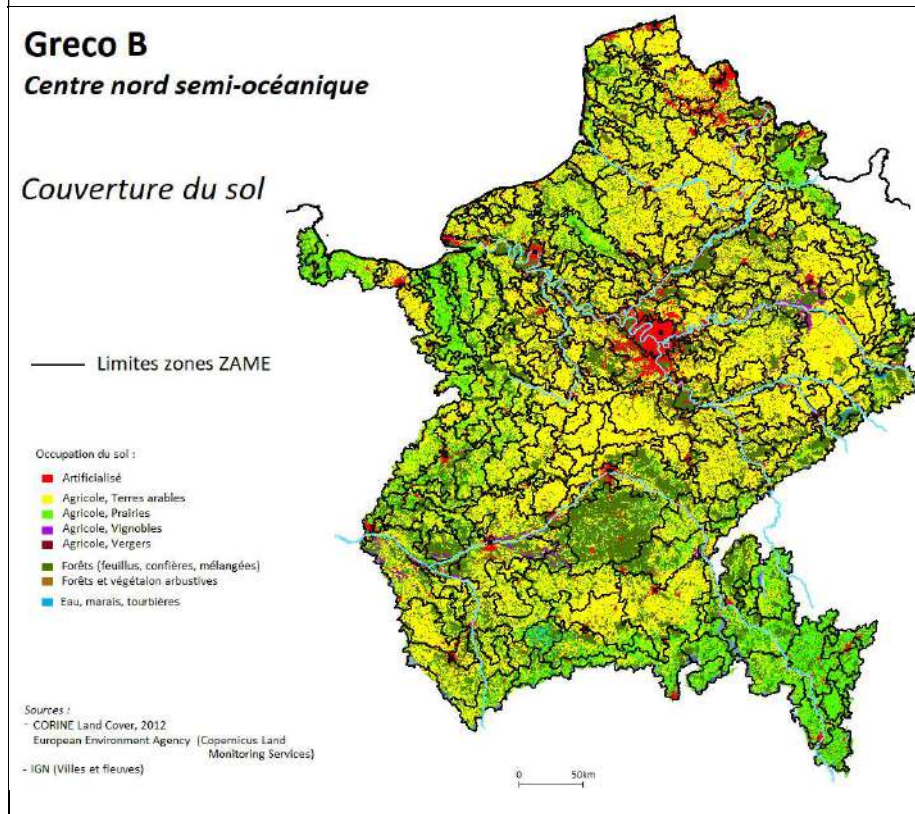 Greco B
Centre nord semi-océanique
Couverture du sol
Limites zones ZAME
Occupation du sol :
Artificialisé
Agricole, Terres arables
Agricole, Prairies
Agricole, Vignobles
Agricole, Vergers
Forêts (feuillus, confières, mélangées)
Forêts et végétaion arbustives
Eau, marais, tourbières
Sources :
- CORINE Land Cover, 2012
European Environment Agency (Copernicus Land
Monitoring Services)
- IGN (Villes et fleuves)
0 50km